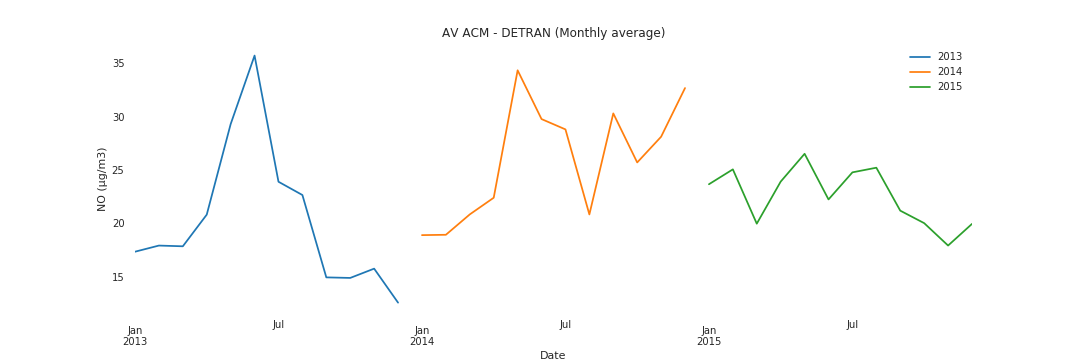 AV ACM - DETRAN (Monthly average)
35
30
25
20
15
NO (µg/m3)
2013
2014
2015
Jan
2013
Jul
Jan
2014
Jul
Jan
2015
Jul
Date